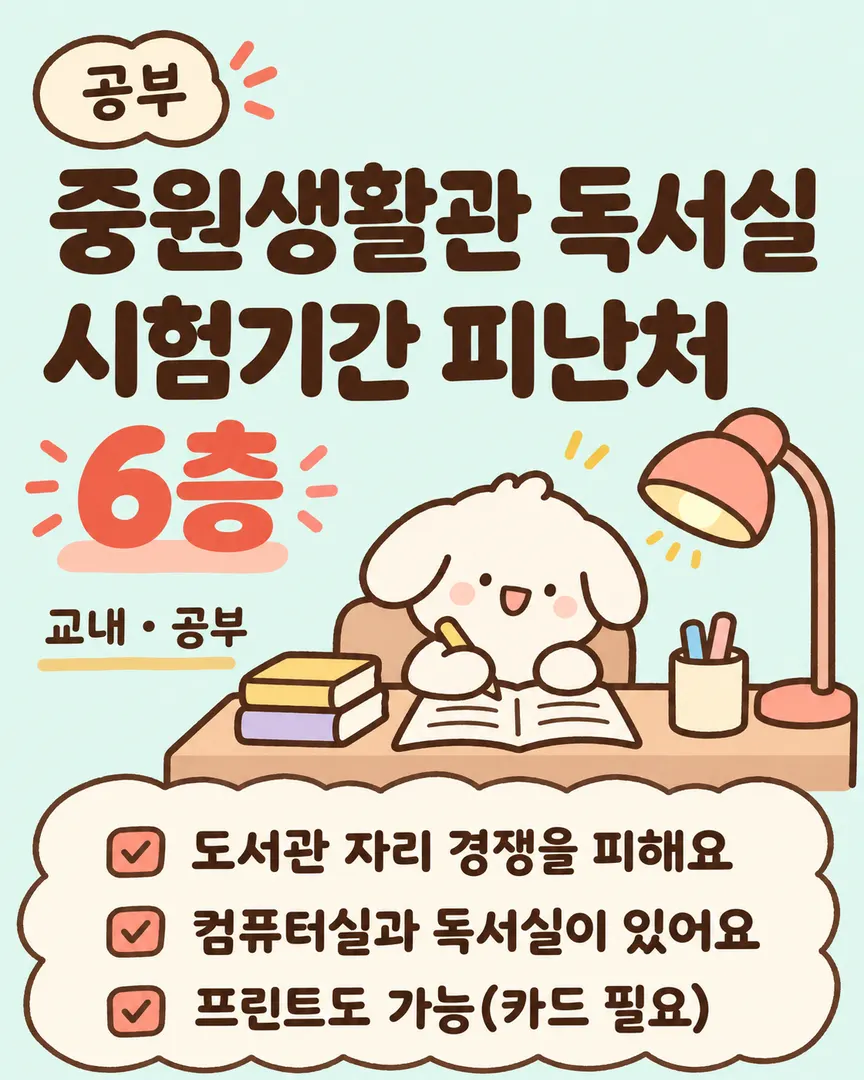 공부
중원생활관 독서실
시험기간 피난처
6층
교내 • 공부
도서관 자리 경쟁을 피해요
컴퓨터실과 독서실이 있어요
프린트도 가능(카드 필요)